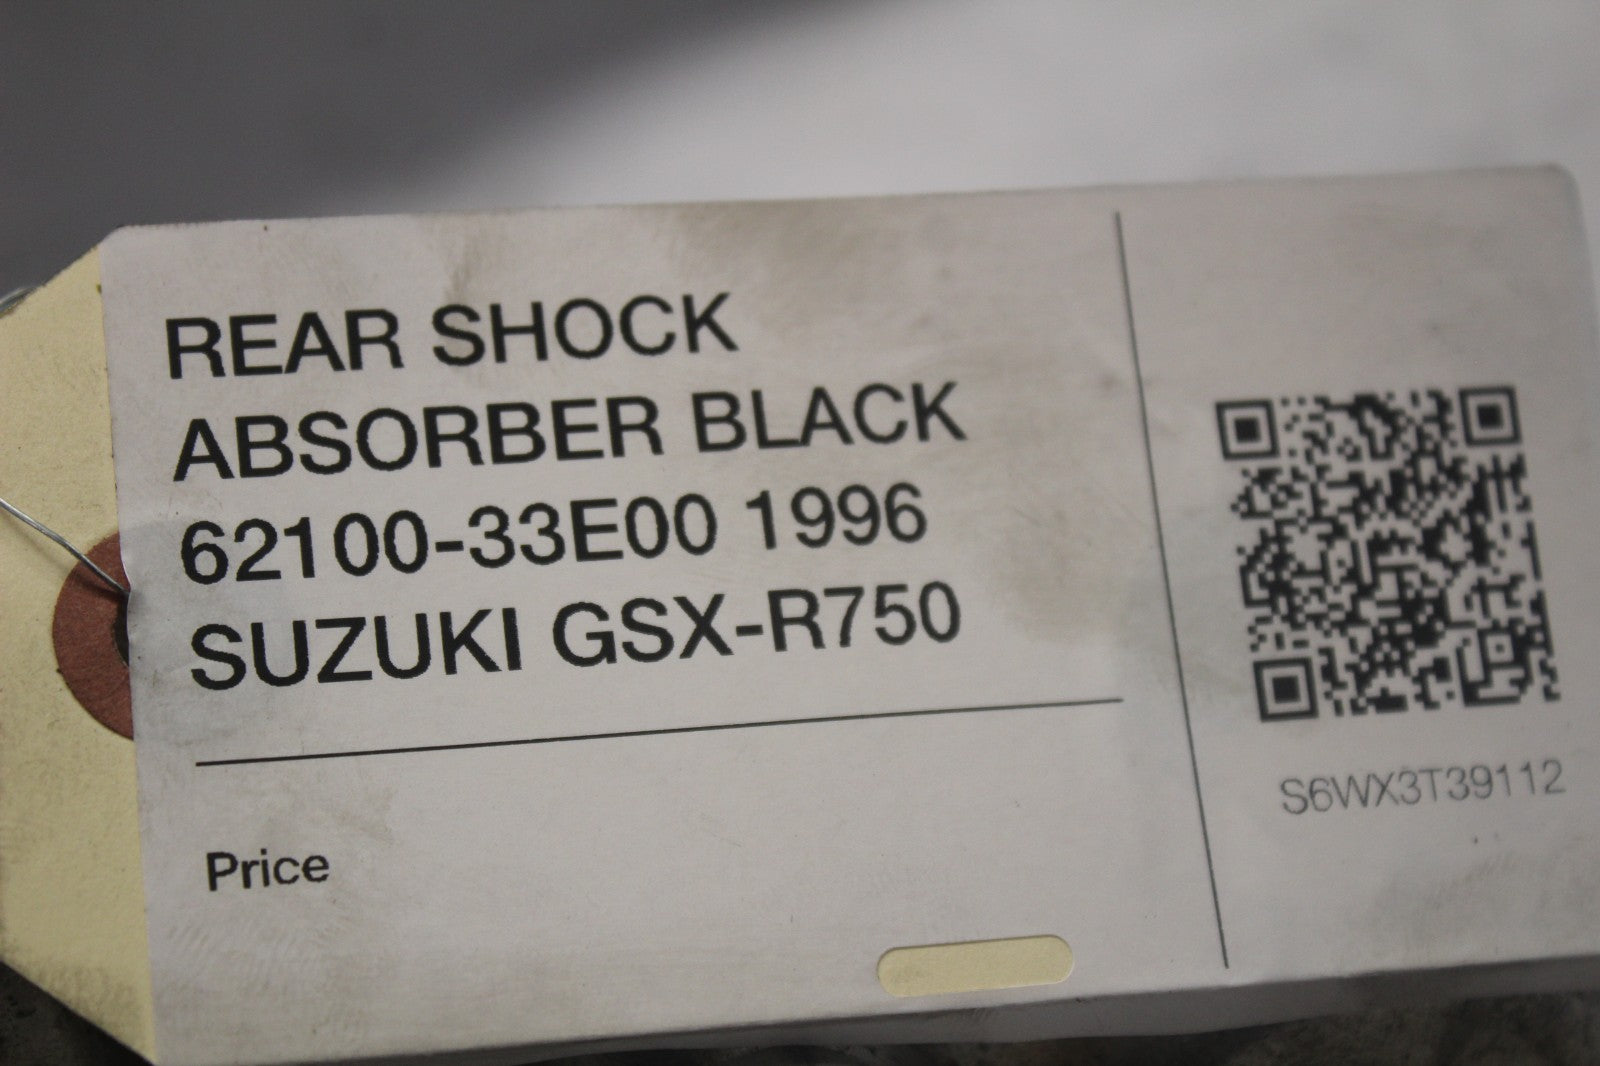 REAR SHOCK
ABSORBER BLACK
62100-33E00 1996
SUZUKI GSX-R750
Price
S6WX3T39112